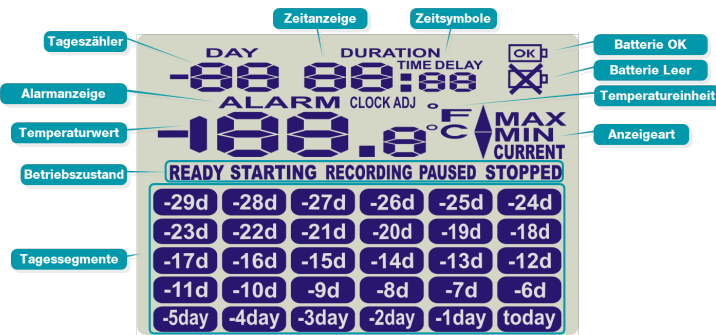 Zeitanzeige Zeitsymbole
Tageszähler
DAY DURATION
Batterie OK
OK
-88 88:88
TIME DELAY
Batterie Leer
Alarmanzeige
ALARM CLOCK ADJ
Temperatureinheit
°F
MAX
Temperaturwert
-188.8
°C
MIN
Anzeigeart
CURRENT
Betriebszustand
READY STARTING RECORDING PAUSED STOPPED
-29d -28d -27d -26d -25d -24d
-23d -22d -21d -20d -19d -18d
Tagessegmente
-17d -16d -15d -14d -13d -12d
-11d -10d -9d -8d -7d -6d
-5day -4day -3day -2day -1day today